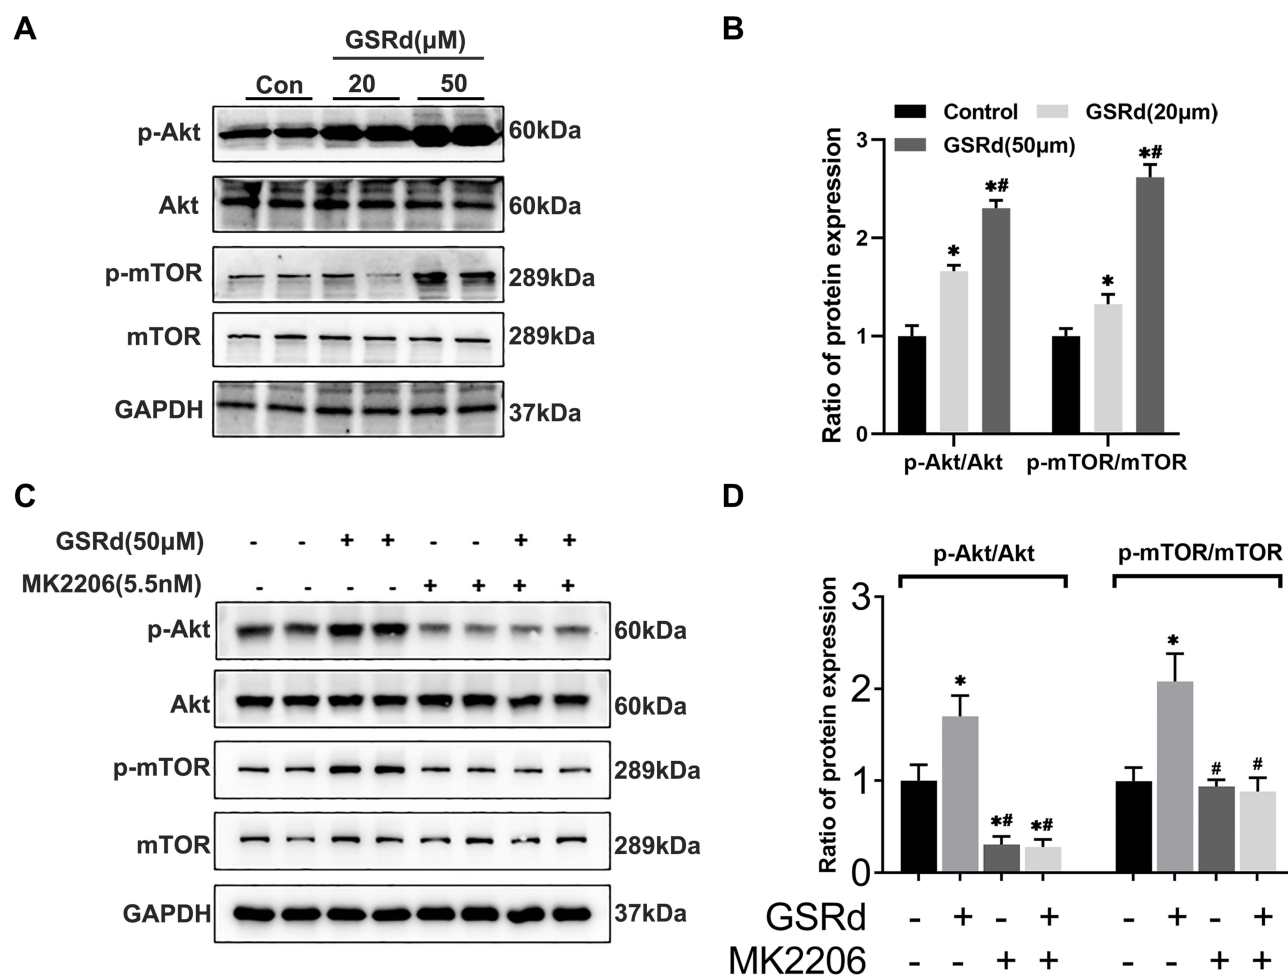 A
GSRd(µM)
Con 20 50
p-Akt 60kDa
Akt 60kDa
p-mTOR 289kDa
mTOR 289kDa
GAPDH 37kDa
B
Control GSRd(20µm)
GSRd(50µm)
Ratio of protein expression
3
2
1
0
* *# * *#
p-Akt/Akt p-mTOR/mTOR
C
GSRd(50µM) - - + + - - + +
MK2206(5.5nM) - - - - + + + +
p-Akt 60kDa
Akt 60kDa
p-mTOR 289kDa
mTOR 289kDa
GAPDH 37kDa
D
p-Akt/Akt p-mTOR/mTOR
Ratio of protein expression
3
2
1
0
* *# *# * # #
GSRd - + - + - + - +
MK2206 - - + + - - + +